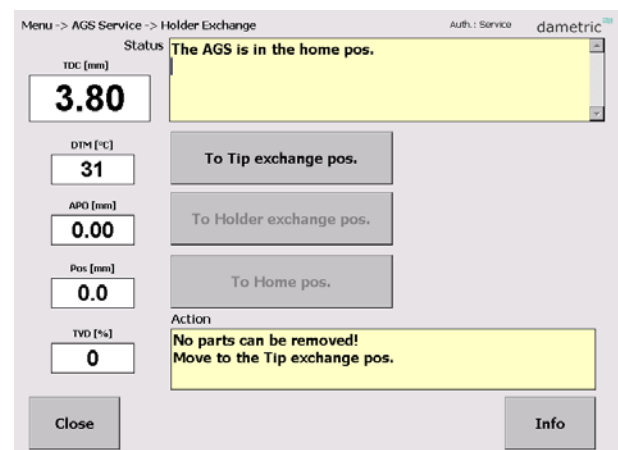 Menu -> AGS Service -> Holder Exchange
Auth.: Service
dametric
Status
The AGS is in the home pos.
TDC [mm]
3.80
DTM [°C]
31
To Tip exchange pos.
APO [mm]
0.00
To Holder exchange pos.
Pos [mm]
0.0
To Home pos.
Action
TVD [%]
0
No parts can be removed!
Move to the Tip exchange pos.
Close
Info